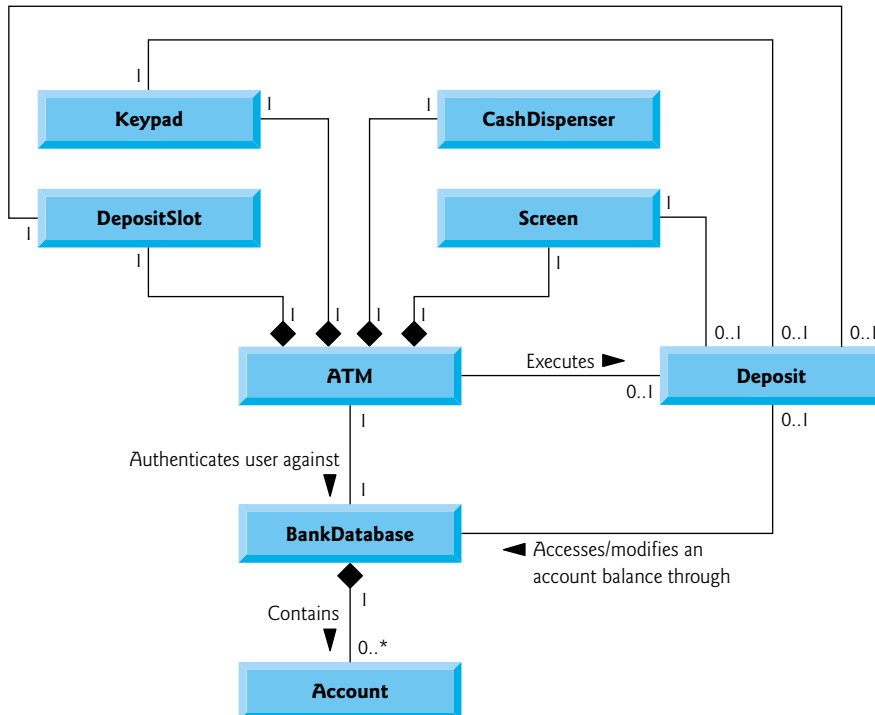 1
1
1
Keypad
CashDispenser
1
DepositSlot
Screen
1
1
1
1
1
1
1
1
0..1
0..1
0..1
Executes
ATM
Deposit
0..1
1
0..1
Authenticates user against
1
BankDatabase
Accesses/modifies an
account balance through
1
Contains
0..*
Account